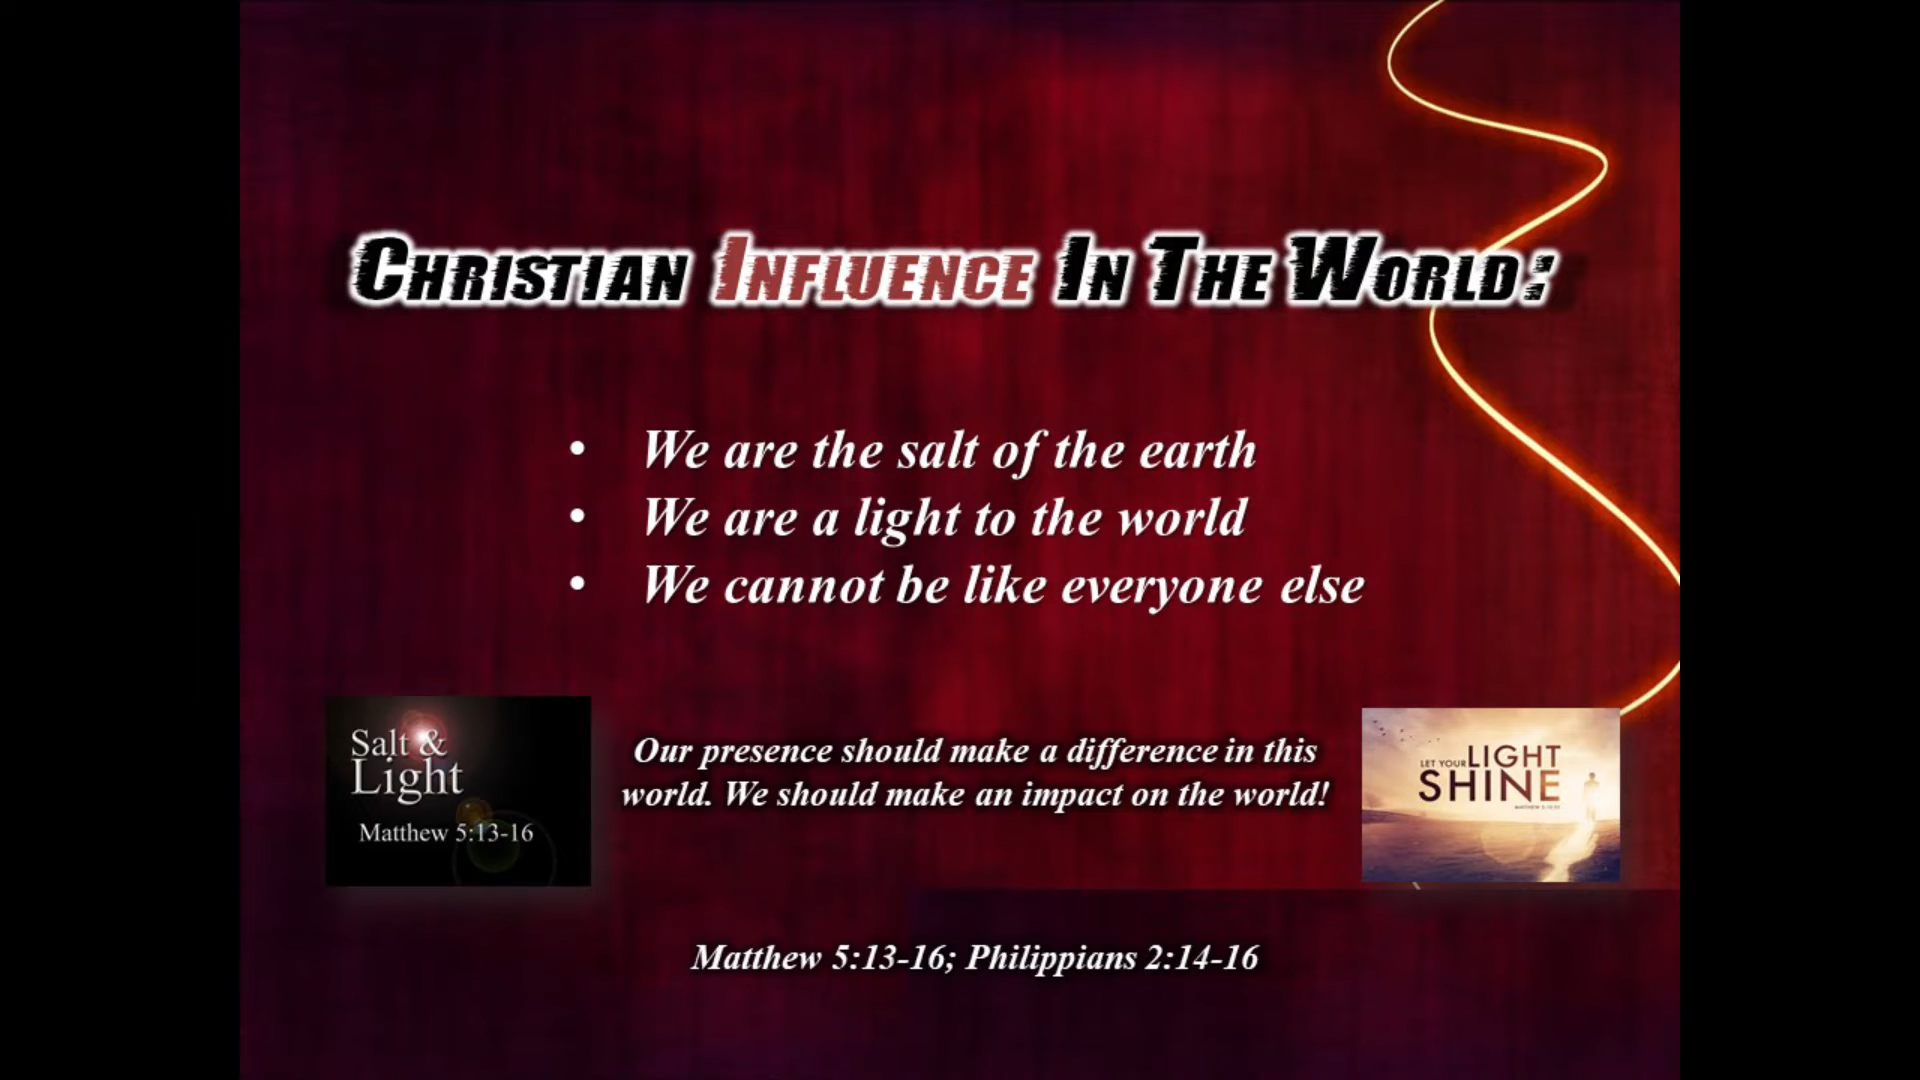 Christian Influence In The World:
• We are the salt of the earth
• We are a light to the world
• We cannot be like everyone else
Salt &
Light
Matthew 5:13-16
Our presence should make a difference in this
world. We should make an impact on the world!
LET YOUR LIGHT
SHINE
Matthew 5:13-16; Philippians 2:14-16